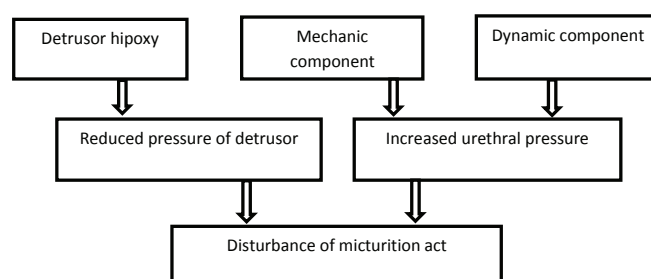 Detrusor hipoxy
Mechanic
component
Dynamic component
Reduced pressure of detrusor
Increased urethral pressure
Disturbance of micturition act